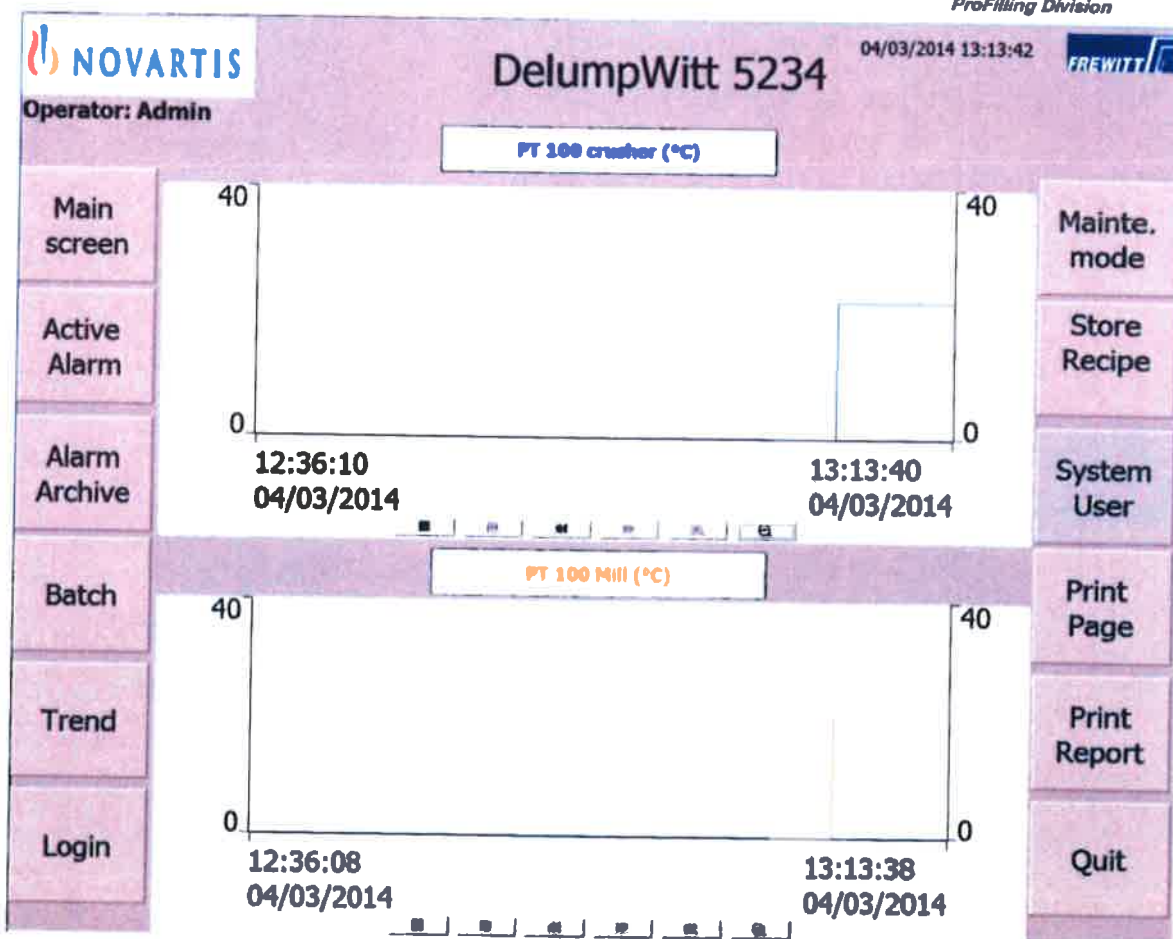 ProFilling Division
NOVARTIS
DelumpWitt 5234
04/03/2014 13:13:42
FREWITT
Operator: Admin
PT 100 crusher (°C)
Main
screen
Active
Alarm
Alarm
Archive
Batch
Trend
Login
40
40
0
0
12:36:10
04/03/2014
13:13:40
04/03/2014
PT 100 Mill (°C)
40
40
0
0
12:36:08
04/03/2014
13:13:38
04/03/2014
Mainte.
mode
Store
Recipe
System
User
Print
Page
Print
Report
Quit